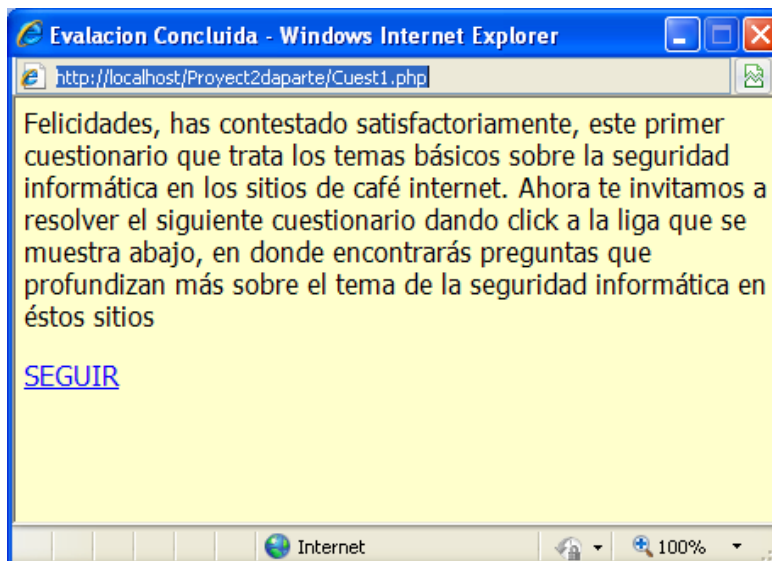 Evalacion Concluida - Windows Internet Explorer
http://localhost/Proyect2daparte/Cuest1.php
Felicidades, has contestado satisfactoriamente, este primer
cuestionario que trata los temas básicos sobre la seguridad
informática en los sitios de café internet. Ahora te invitamos a
resolver el siguiente cuestionario dando click a la liga que se
muestra abajo, en donde encontrarás preguntas que
profundizan más sobre el tema de la seguridad informática en
éstos sitios
SEGUIR
Internet
100%